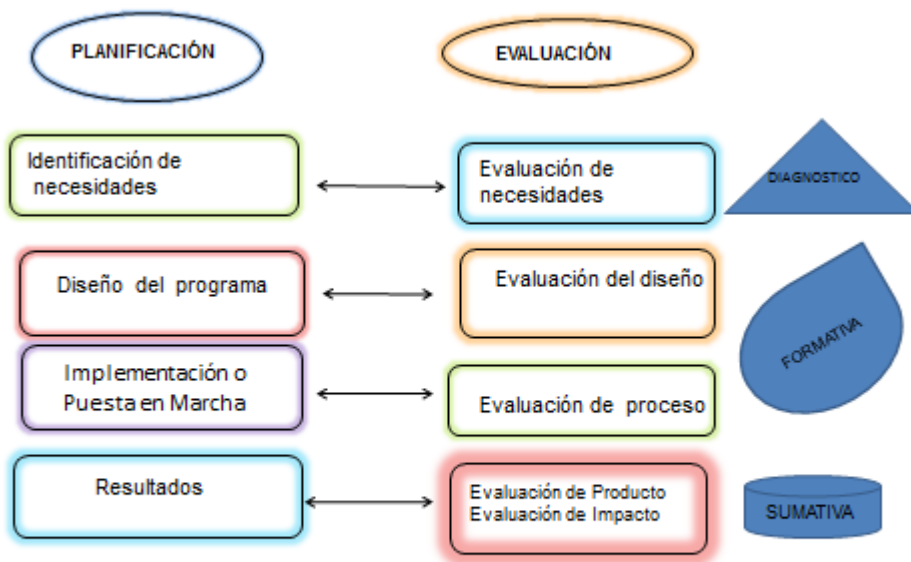 PLANIFICACIÓN
EVALUACIÓN
Identificación de
necesidades
Evaluación de
necesidades
DIAGNOSTICO
Diseño del programa
Evaluación del diseño
FORMATIVA
Implementación o
Puesta en Marcha
Evaluación de proceso
Resultados
Evaluación de Producto
Evaluación de Impacto
SUMATIVA